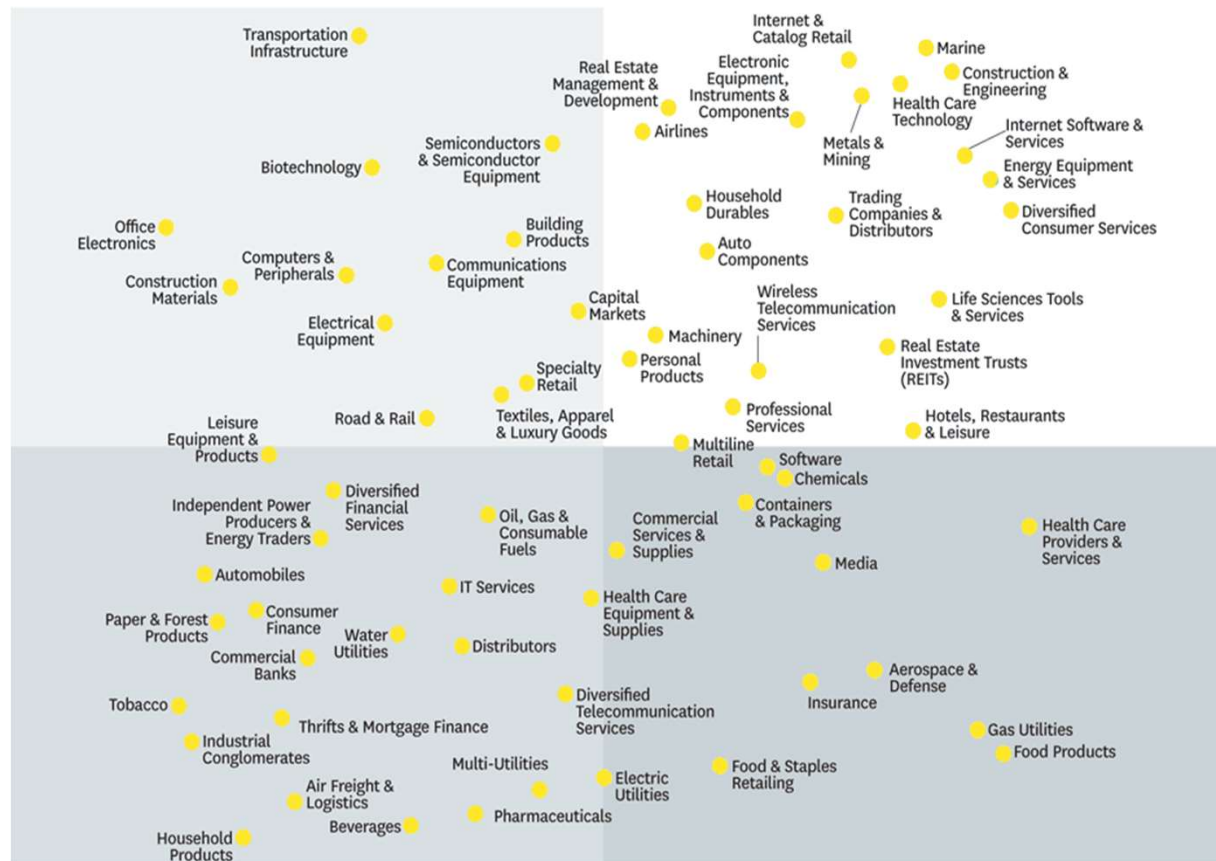 Transportation
Infrastructure
Internet &
Catalog Retail
Marine
Construction &
Engineering
Real Estate
Management &
Development
Electronic
Equipment,
Instruments &
Components
Health Care
Technology
Airlines
Metals &
Mining
Internet Software &
Services
Semiconductors
& Semiconductor
Equipment
Biotechnology
Energy Equipment
& Services
Household
Durables
Trading
Companies &
Distributors
Diversified
Consumer Services
Office
Electronics
Building
Products
Auto
Components
Computers &
Peripherals
Communications
Equipment
Construction
Materials
Capital
Markets
Wireless
Telecommunication
Services
Life Sciences Tools
& Services
Electrical
Equipment
Machinery
Real Estate
Investment Trusts
(REITs)
Personal
Products
Specialty
Retail
Textiles, Apparel
& Luxury Goods
Road & Rail
Professional
Services
Hotels, Restaurants
& Leisure
Leisure
Equipment &
Products
Multiline
Retail
Software
Chemicals
Diversified
Financial
Services
Independent Power
Producers &
Energy Traders
Oil, Gas &
Consumable
Fuels
Commercial
Services &
Supplies
Containers
& Packaging
Health Care
Providers &
Services
Media
Automobiles
IT Services
Health Care
Equipment &
Supplies
Paper & Forest
Products
Consumer
Finance
Water
Utilities
Distributors
Commercial
Banks
Aerospace &
Defense
Insurance
Tobacco
Thrifts & Mortgage Finance
Diversified
Telecommunication
Services
Industrial
Conglomerates
Gas Utilities
Food Products
Multi-Utilities
Electric
Utilities
Food & Staples
Retailing
Air Freight &
Logistics
Pharmaceuticals
Beverages
Household
Products